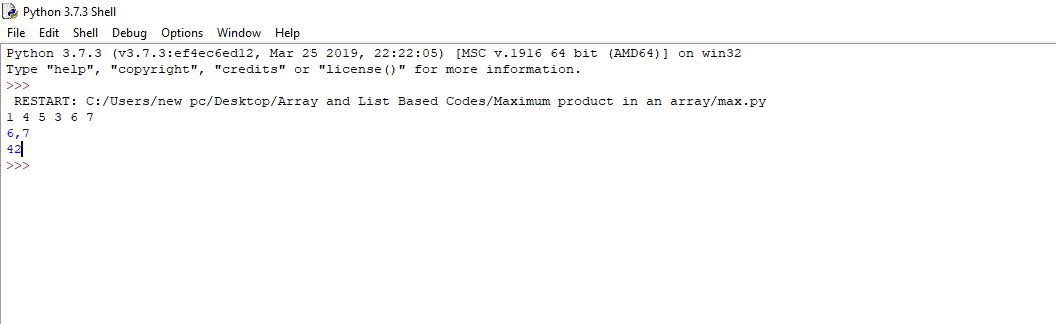 Python 3.7.3 Shell
File Edit Shell Debug Options Window Help
Python 3.7.3 (v3.7.3:ef4ec6ed12, Mar 25 2019, 22:22:05) [MSC v.1916 64 bit (AMD64)] on win32
Type "help", "copyright", "credits" or "license()" for more information.
>>>
RESTART: C:/Users/new pc/Desktop/Array and List Based Codes/Maximum product in an array/max.py
1 4 5 3 6 7
6,7
42
>>>